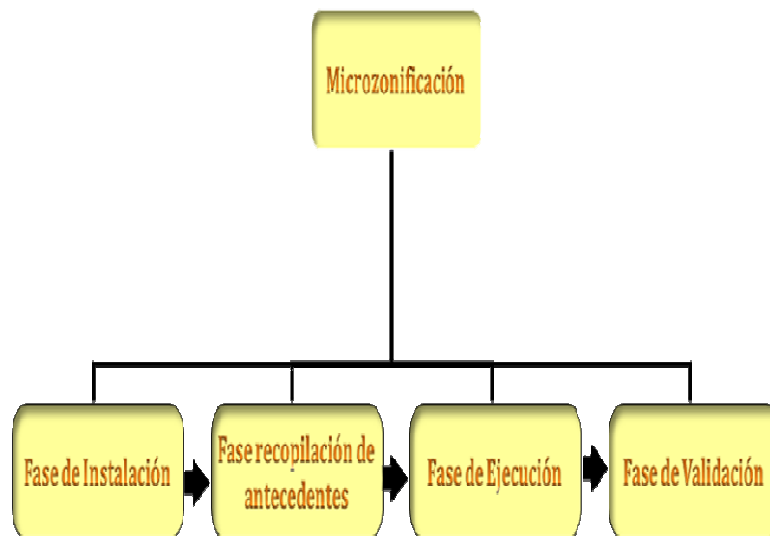 Microzonificación
Fase de Instalación
Fase recopilación de
antecedentes
Fase de Ejecución
Fase de Validación